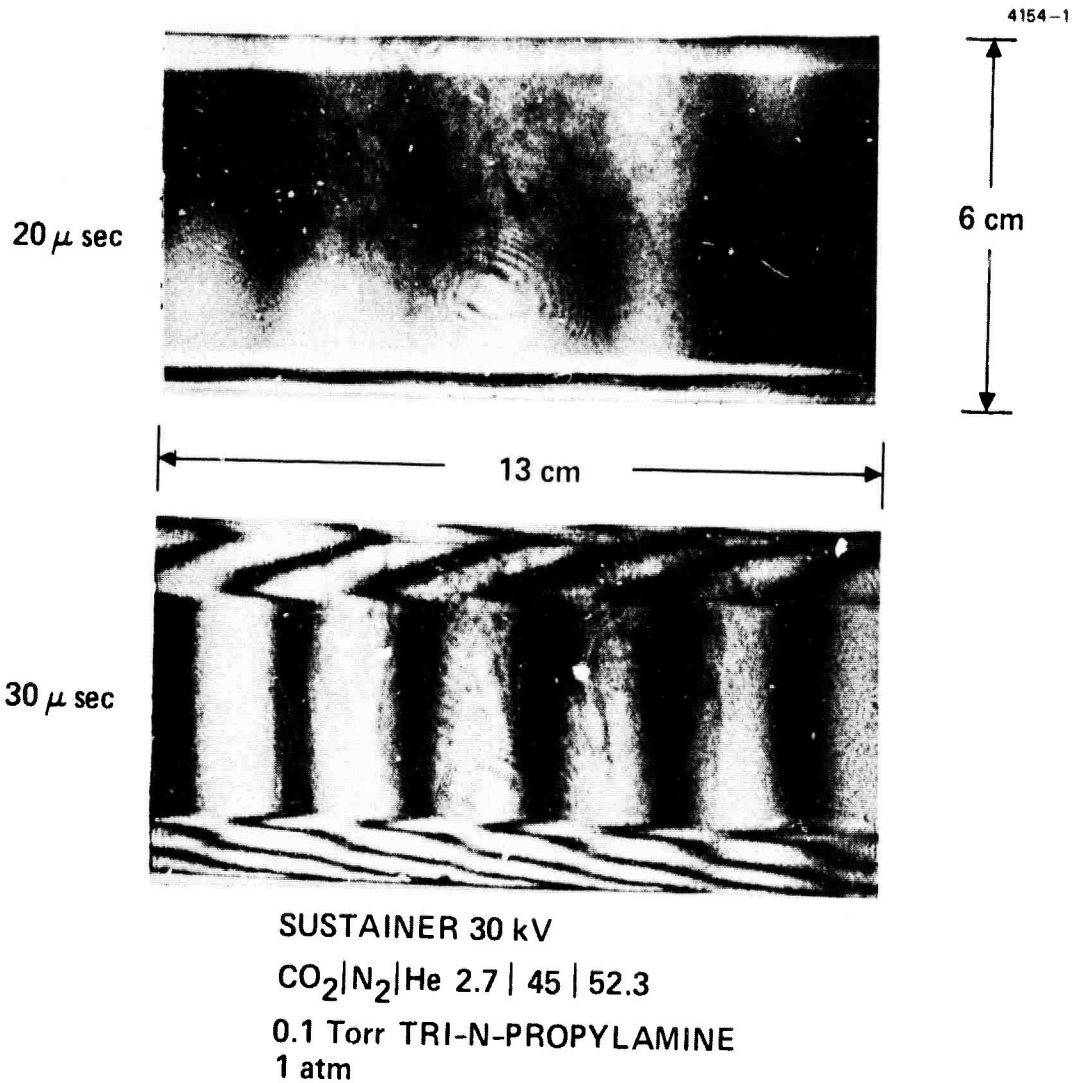 4154-1
20 μ sec
6 cm
13 cm
30 μ sec
SUSTAINER 30 kV
CO₂|N₂|He 2.7 | 45 | 52.3
0.1 Torr TRI-N-PROPYLAMINE
1 atm